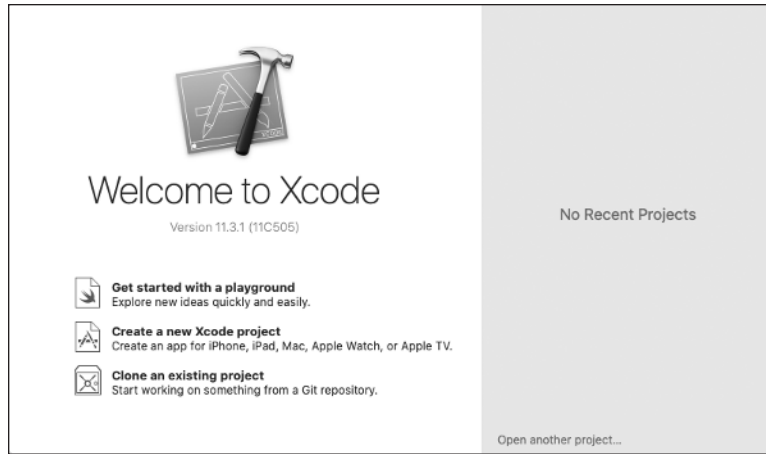 Welcome to Xcode
Version 11.3.1 (11C505)
Get started with a playground
Explore new ideas quickly and easily.
Create a new Xcode project
Create an app for iPhone, iPad, Mac, Apple Watch, or Apple TV.
Clone an existing project
Start working on something from a Git repository.
No Recent Projects
Open another project...